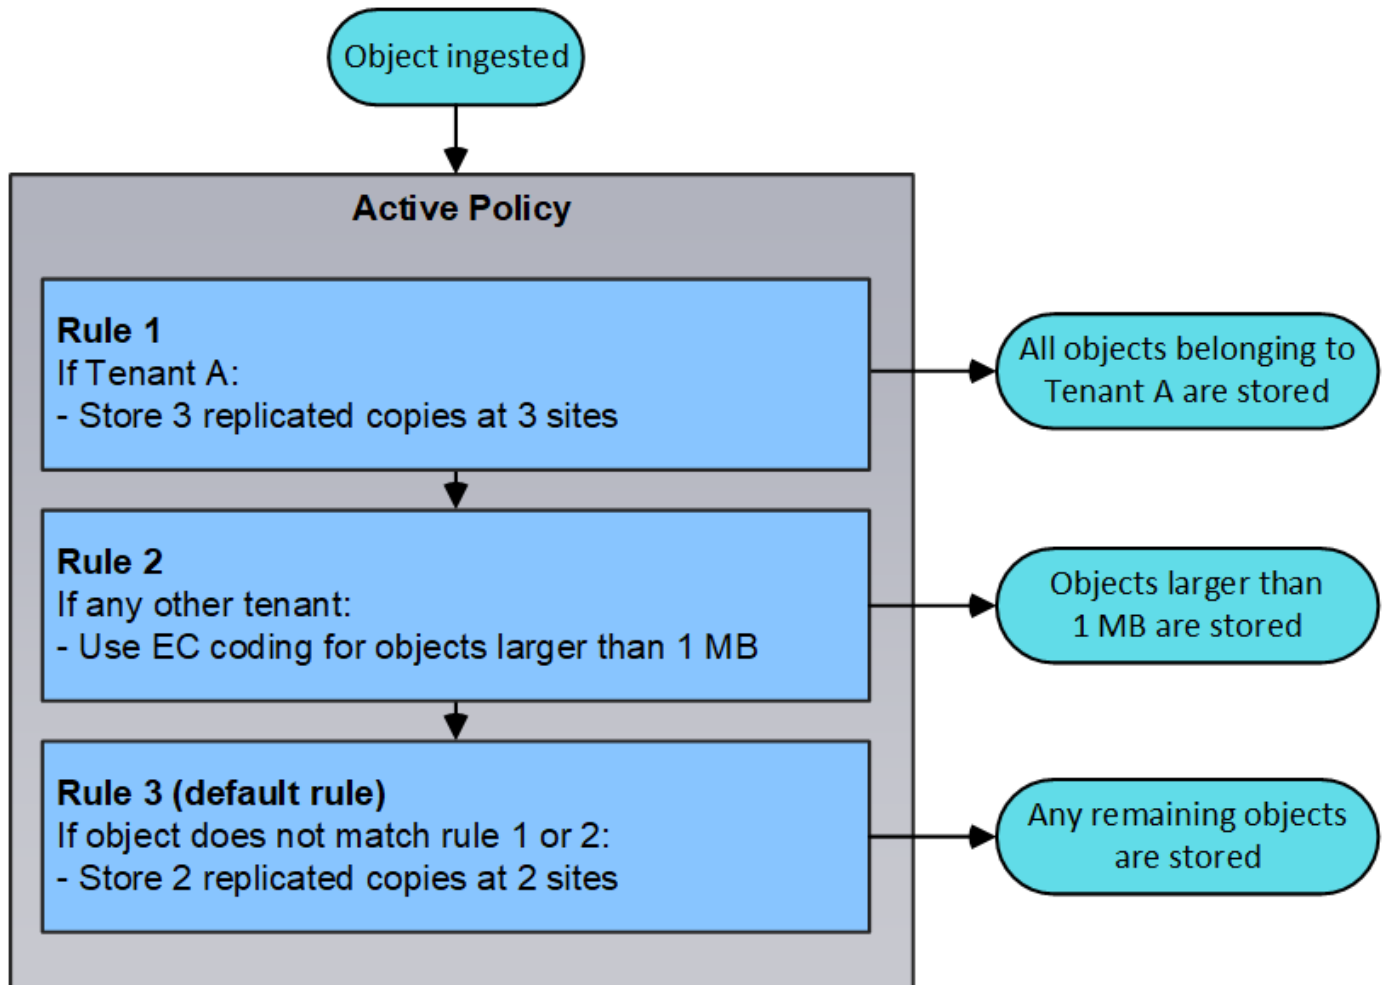 Object ingested
Active Policy
Rule 1
If Tenant A:
- Store 3 replicated copies at 3 sites
All objects belonging to
Tenant A are stored
Rule 2
If any other tenant:
- Use EC coding for objects larger than 1 MB
Objects larger than
1 MB are stored
Rule 3 (default rule)
If object does not match rule 1 or 2:
- Store 2 replicated copies at 2 sites
Any remaining objects
are stored